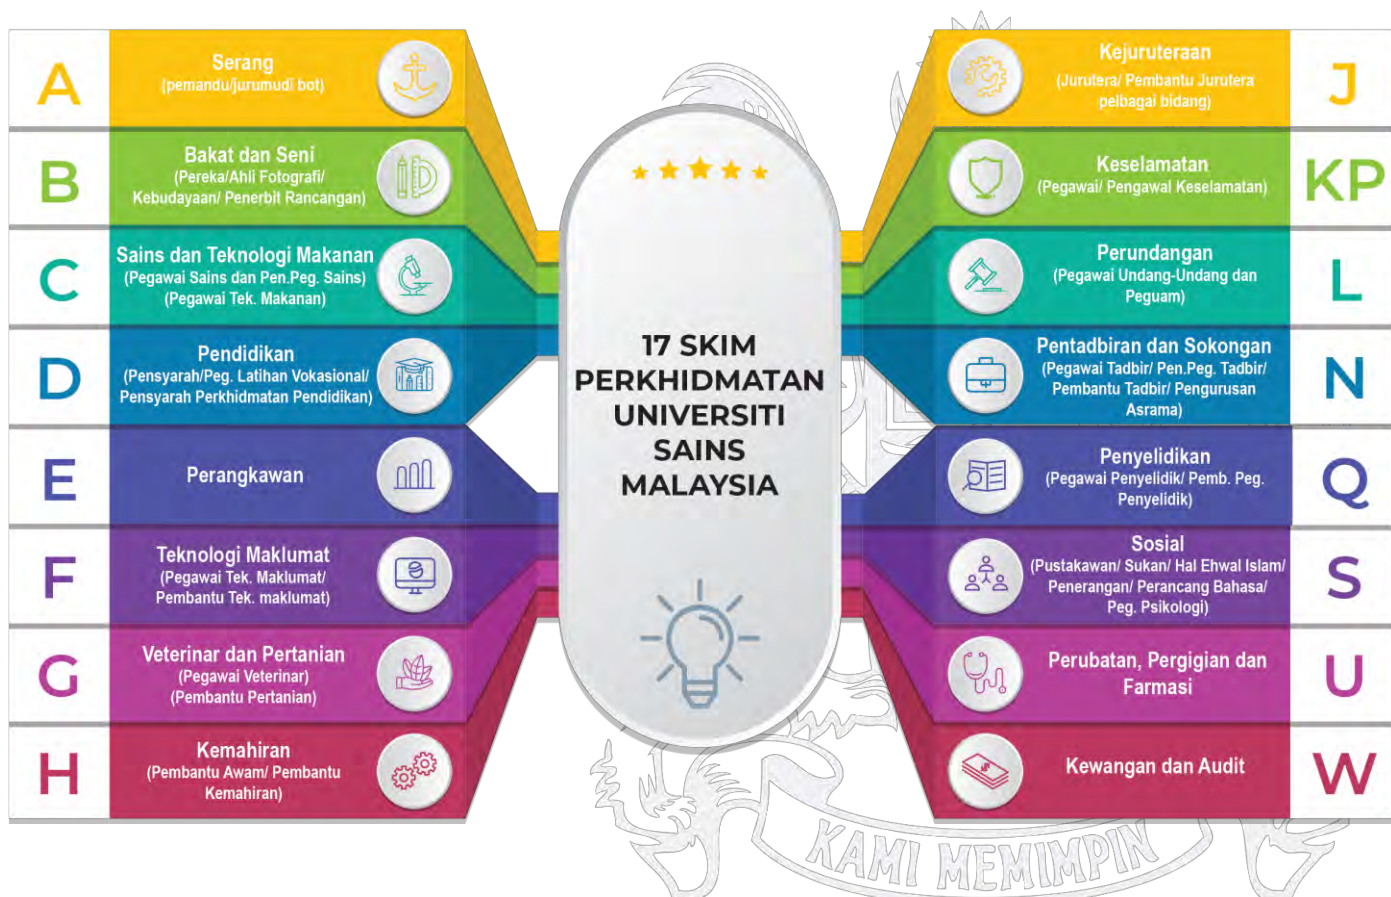 A
Serang
(pemandu/jurumudi bot)
B
Bakat dan Seni
(Pereka/Ahli Fotografi/
Kebudayaan/ Penerbit Rancangan)
C
Sains dan Teknologi Makanan
(Pegawai Sains dan Pen.Peg. Sains)
(Pegawai Tek. Makanan)
D
Pendidikan
(Pensyarah/Peg. Latihan Vokasional/
Pensyarah Perkhidmatan Pendidikan)
E
Perangkawan
F
Teknologi Maklumat
(Pegawai Tek. Maklumat/
Pembantu Tek. maklumat)
G
Veterinar dan Pertanian
(Pegawai Veterinar)
(Pembantu Pertanian)
H
Kemahiran
(Pembantu Awam/ Pembantu
Kemahiran)
17 SKIM
PERKHIDMATAN
UNIVERSITI
SAINS
MALAYSIA
Kejuruteraan
(Jurutera/ Pembantu Jurutera
pelbagai bidang)
J
Keselamatan
(Pegawai/ Pengawal Keselamatan)
KP
Perundangan
(Pegawai Undang-Undang dan
Peguam)
L
Pentadbiran dan Sokongan
(Pegawai Tadbir/ Pen.Peg. Tadbir/
Pembantu Tadbir/ Pengurusan
Asrama)
N
Penyelidikan
(Pegawai Penyelidik/ Pemb. Peg.
Penyelidik)
Q
Sosial
(Pustakawan/ Sukan/ Hal Ehwal Islam/
Penerangan/ Perancang Bahasa/
Peg. Psikologi)
S
Perubatan, Pergigian dan
Farmasi
U
Kewangan dan Audit
W
KAMI MEMIMPIN